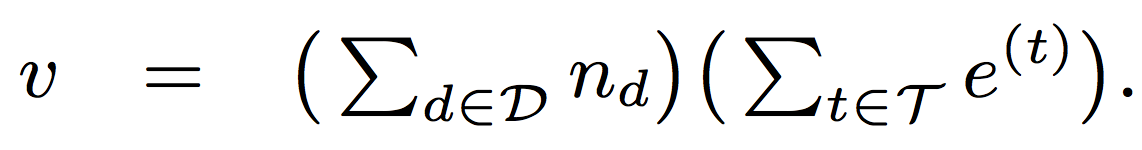 v = (∑_{d∈𝒟} n_d)(∑_{t∈𝒯} e^{(t)}).